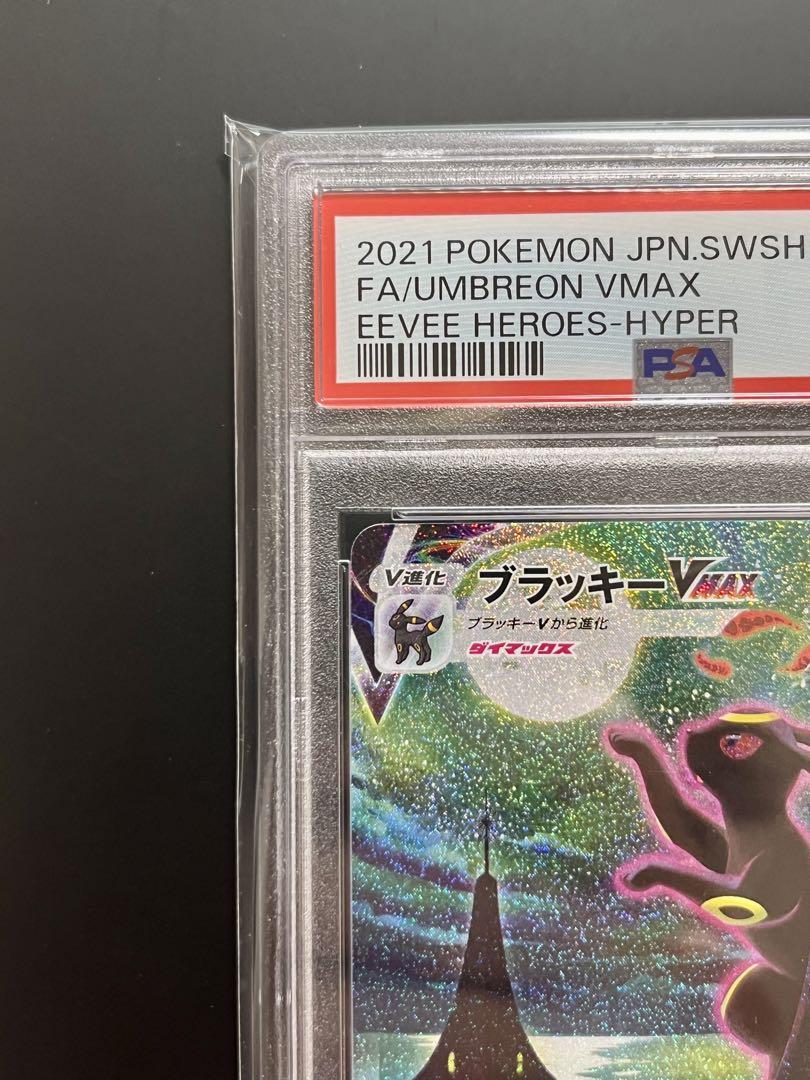 2021 POKEMON JPN.SWSH
FA/UMBREON VMAX
EEVEE HEROES-HYPER
PSA
V進化
ブラッキーVMAX
ブラッキーVから進化
ダイマックス